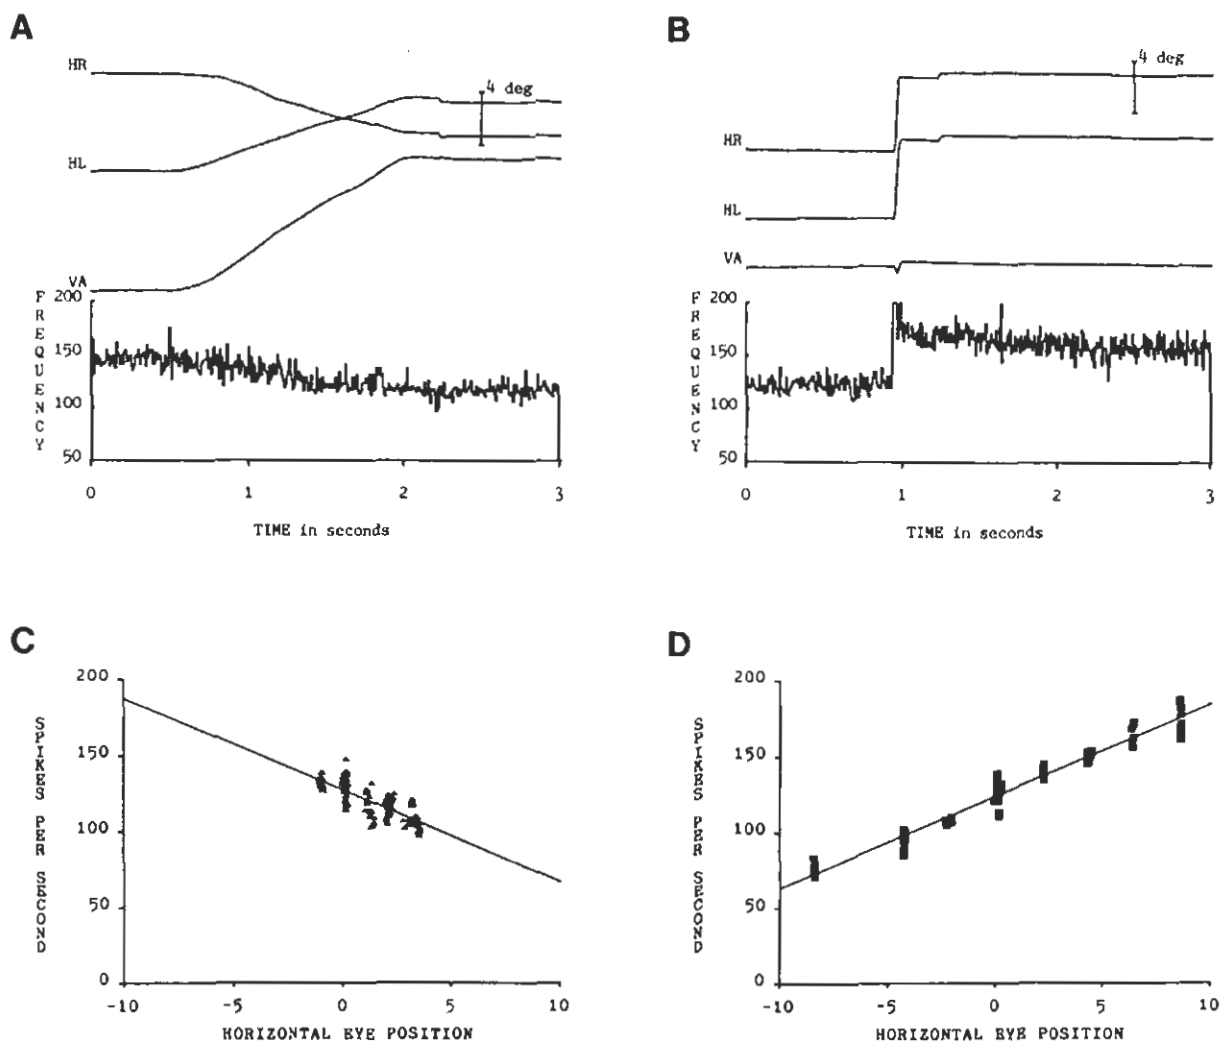 A
HR
4 deg
HL
VA
FREQUENCY
200
150
100
50
0 1 2 3
TIME in seconds
B
4 deg
HR
HL
VA
FREQUENCY
200
150
100
50
0 1 2 3
TIME in seconds
C
SPIKES PER SECOND
200
150
100
50
0
-10 -5 0 5 10
HORIZONTAL EYE POSITION
D
SPIKES PER SECOND
200
150
100
50
0
-10 -5 0 5 10
HORIZONTAL EYE POSITION